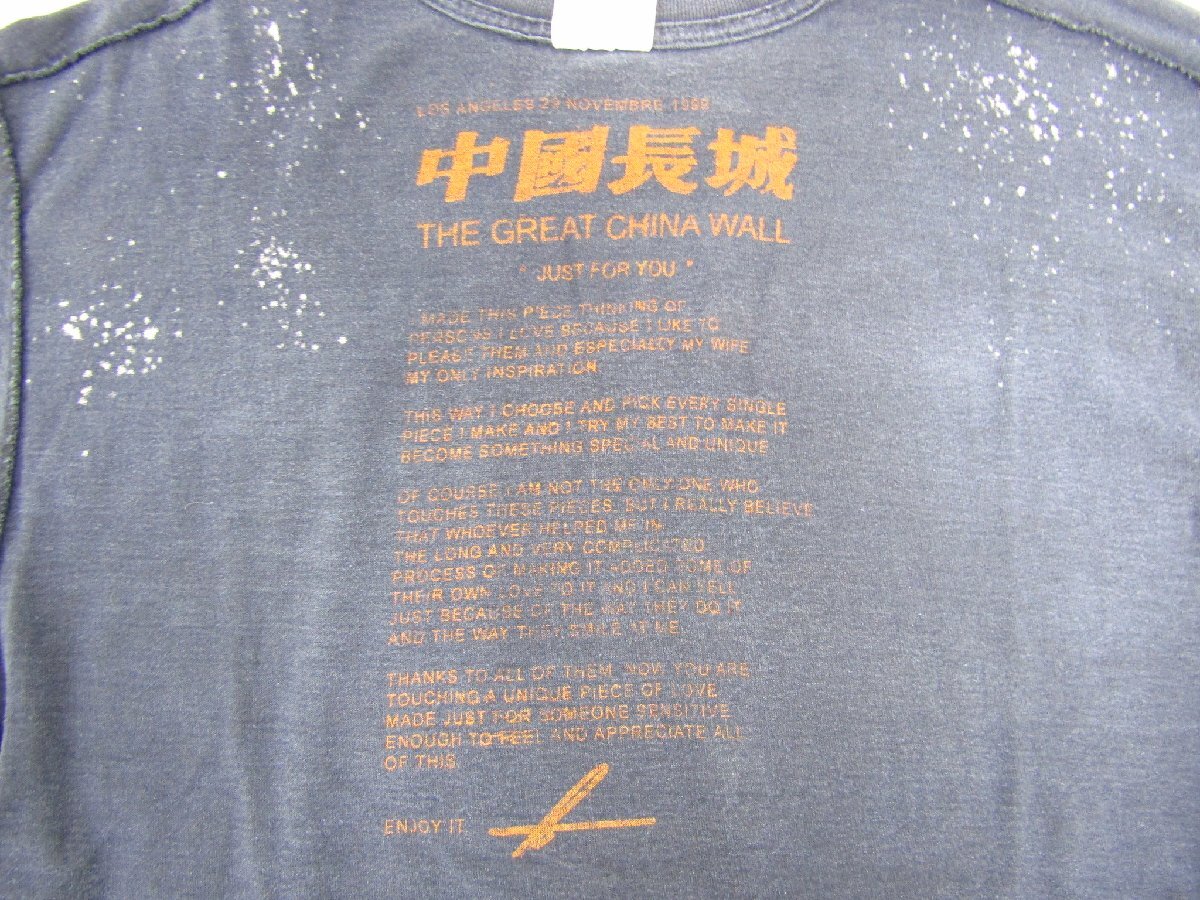 LOS ANGELES 29 NOVEMBRE 1999
中國長城
THE GREAT CHINA WALL
" JUST FOR YOU "
I MADE THIS PIECE THINKING OF
PERSONS I LOVE BECAUSE I LIKE TO
PLEASE THEM AND ESPECIALLY MY WIFE
MY ONLY INSPIRATION
THIS WAY I CHOOSE AND PICK EVERY SINGLE
PIECE I MAKE AND I TRY MY BEST TO MAKE IT
BECOME SOMETHING SPECIAL AND UNIQUE
OF COURSE I AM NOT THE ONLY ONE WHO
TOUCHES THESE PIECES, BUT I REALLY BELIEVE
THAT WHOEVER HELPED ME IN
THE LONG AND VERY COMPLICATED
PROCESS OF MAKING IT ADDED SOME OF
THEIR OWN LOVE TO IT AND I CAN TELL
JUST BECAUSE OF THE WAY THEY DO IT
AND THE WAY THEY SMILE AT ME
THANKS TO ALL OF THEM, NOW YOU ARE
TOUCHING A UNIQUE PIECE OF LOVE
MADE JUST FOR SOMEONE SENSITIVE
ENOUGH TO FEEL AND APPRECIATE ALL
OF THIS
ENJOY IT